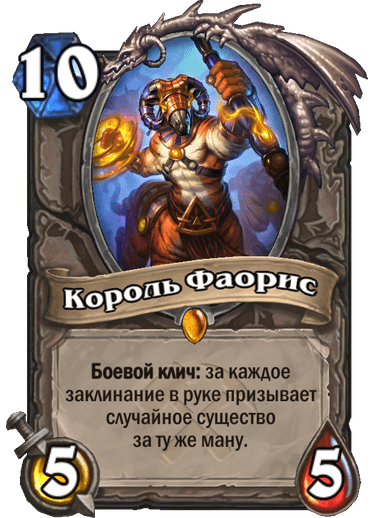 10
Король Фаорис
Боевой клич: за каждое
заклинание в руке призывает
случайное существо
за ту же ману.
5 5